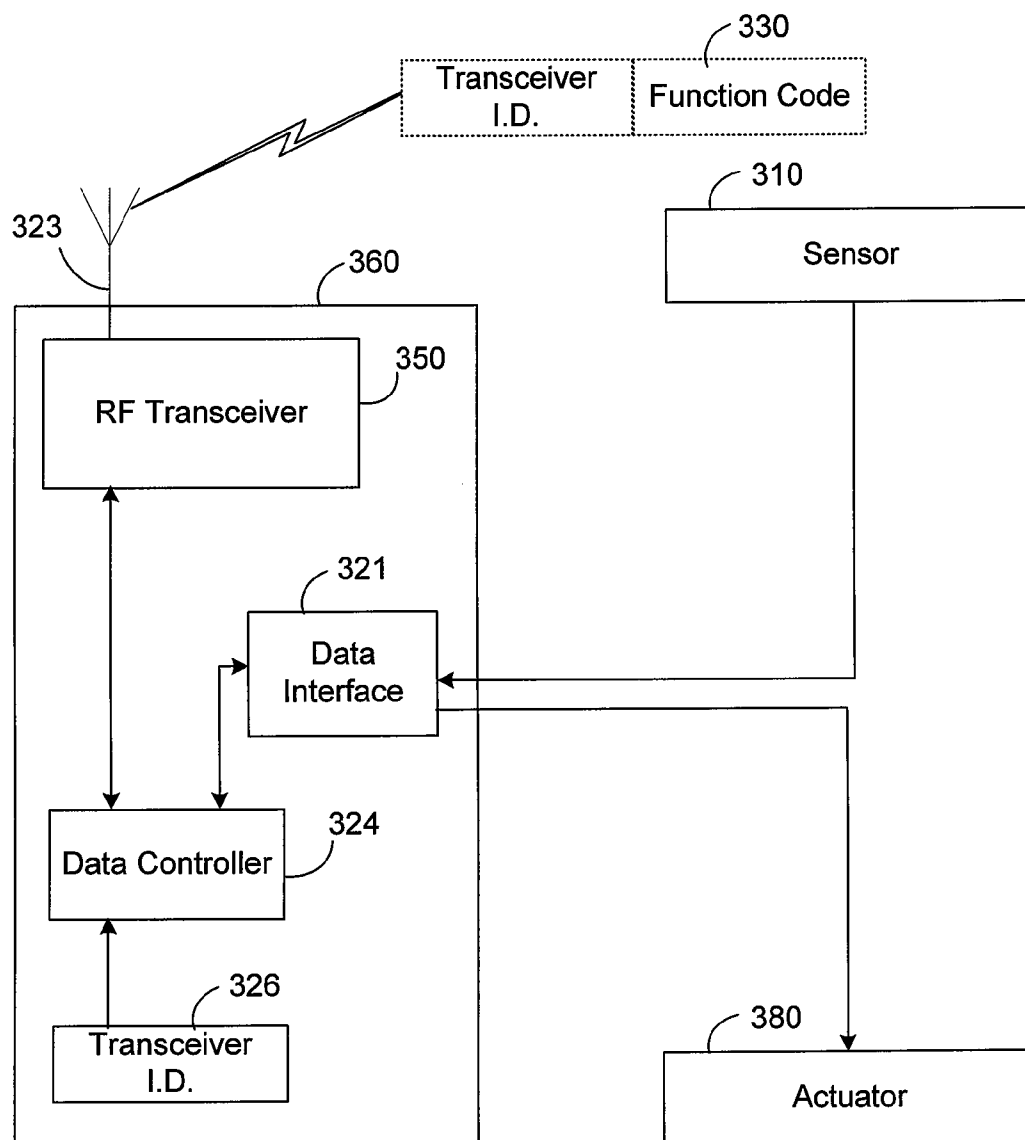 330
Transceiver
I.D.
Function Code
310
Sensor
323
360
350
RF Transceiver
321
Data
Interface
324
Data Controller
326
Transceiver
I.D.
380
Actuator